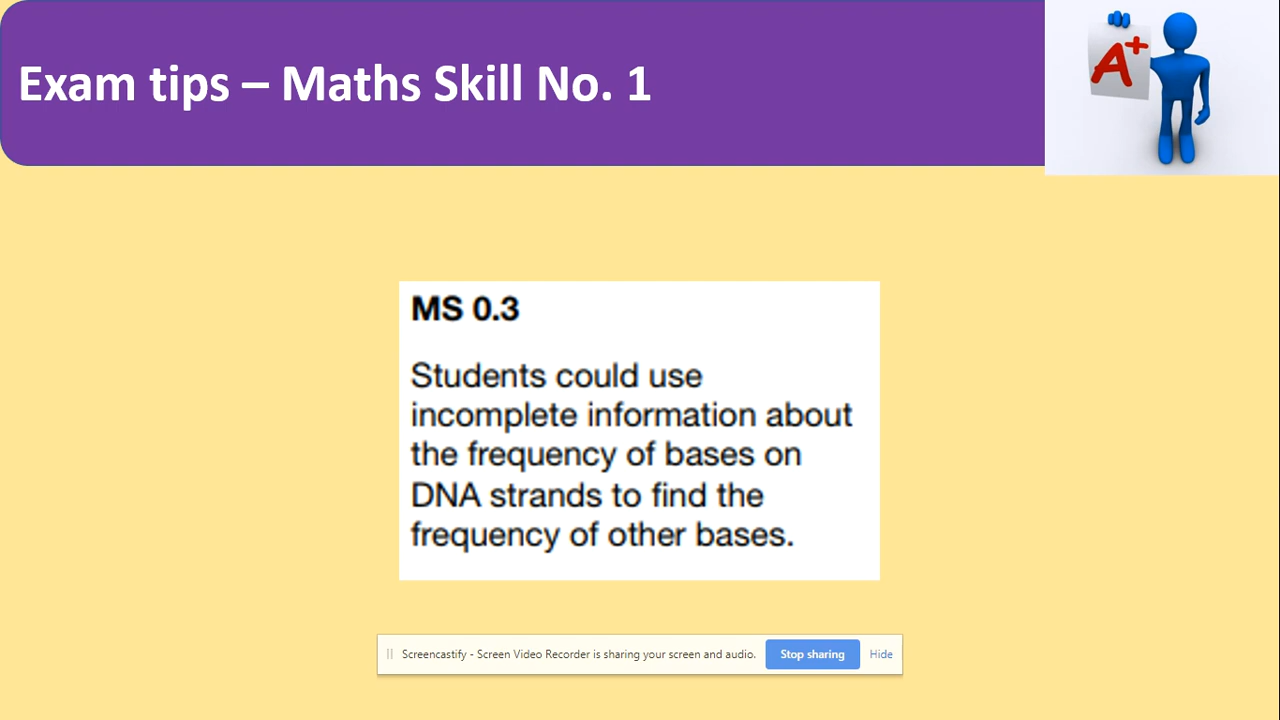 Exam tips – Maths Skill No. 1
A+
MS 0.3
Students could use
incomplete information about
the frequency of bases on
DNA strands to find the
frequency of other bases.
Screencastify - Screen Video Recorder is sharing your screen and audio. Stop sharing Hide